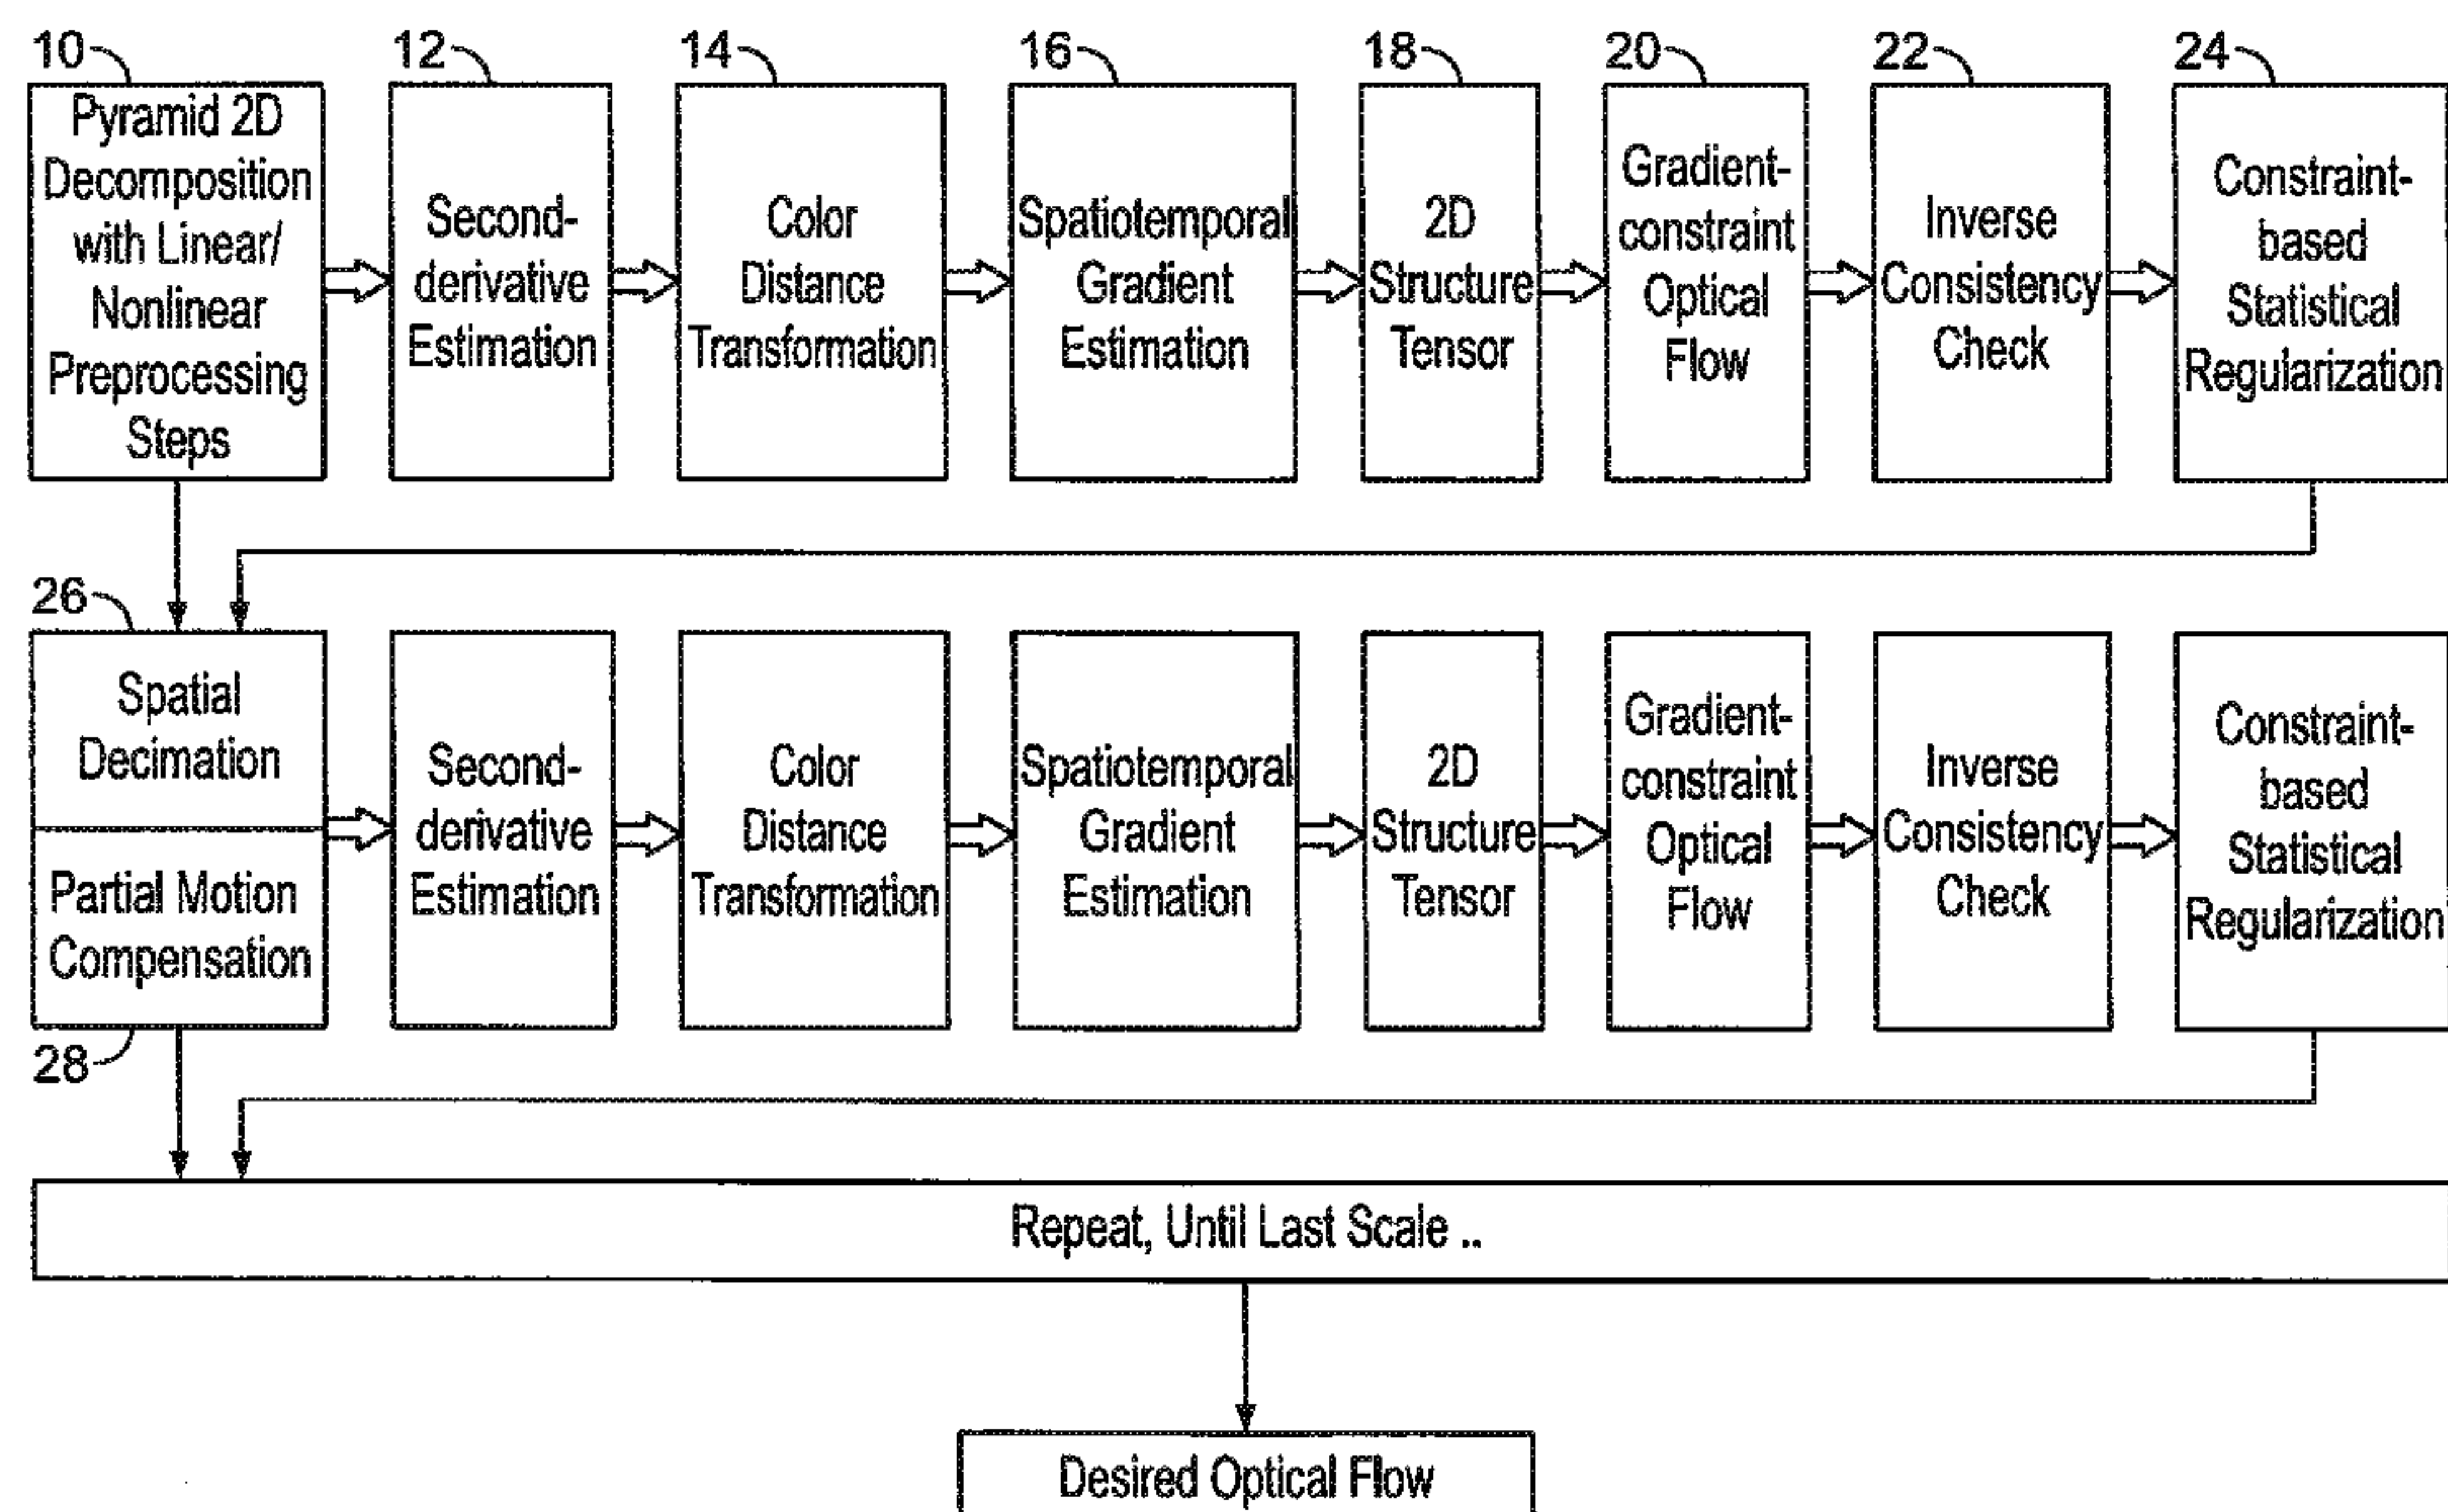 10
12
14
16
18
20
22
24
Pyramid 2D
Decomposition
with Linear/
Nonlinear
Preprocessing
Steps
Second-
derivative
Estimation
Color
Distance
Transformation
Spatiotemporal
Gradient
Estimation
2D
Structure
Tensor
Gradient-
constraint
Optical
Flow
Inverse
Consistency
Check
Constraint-
based
Statistical
Regularization
26
Spatial
Decimation
Partial Motion
Compensation
28
Second-
derivative
Estimation
Color
Distance
Transformation
Spatiotemporal
Gradient
Estimation
2D
Structure
Tensor
Gradient-
constraint
Optical
Flow
Inverse
Consistency
Check
Constraint-
based
Statistical
Regularization
Repeat, Until Last Scale ..
Desired Optical Flow